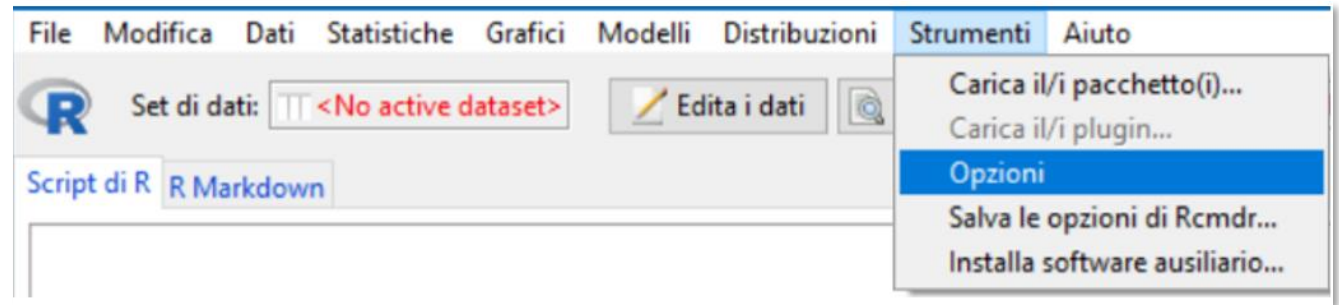 File Modifica Dati Statistiche Grafici Modelli Distribuzioni Strumenti Aiuto
R Set di dati: <No active dataset> Edita i dati
Script di R R Markdown
Carica il/i pacchetto(i)...
Carica il/i plugin...
Opzioni
Salva le opzioni di Rcmdr...
Installa software ausiliario...